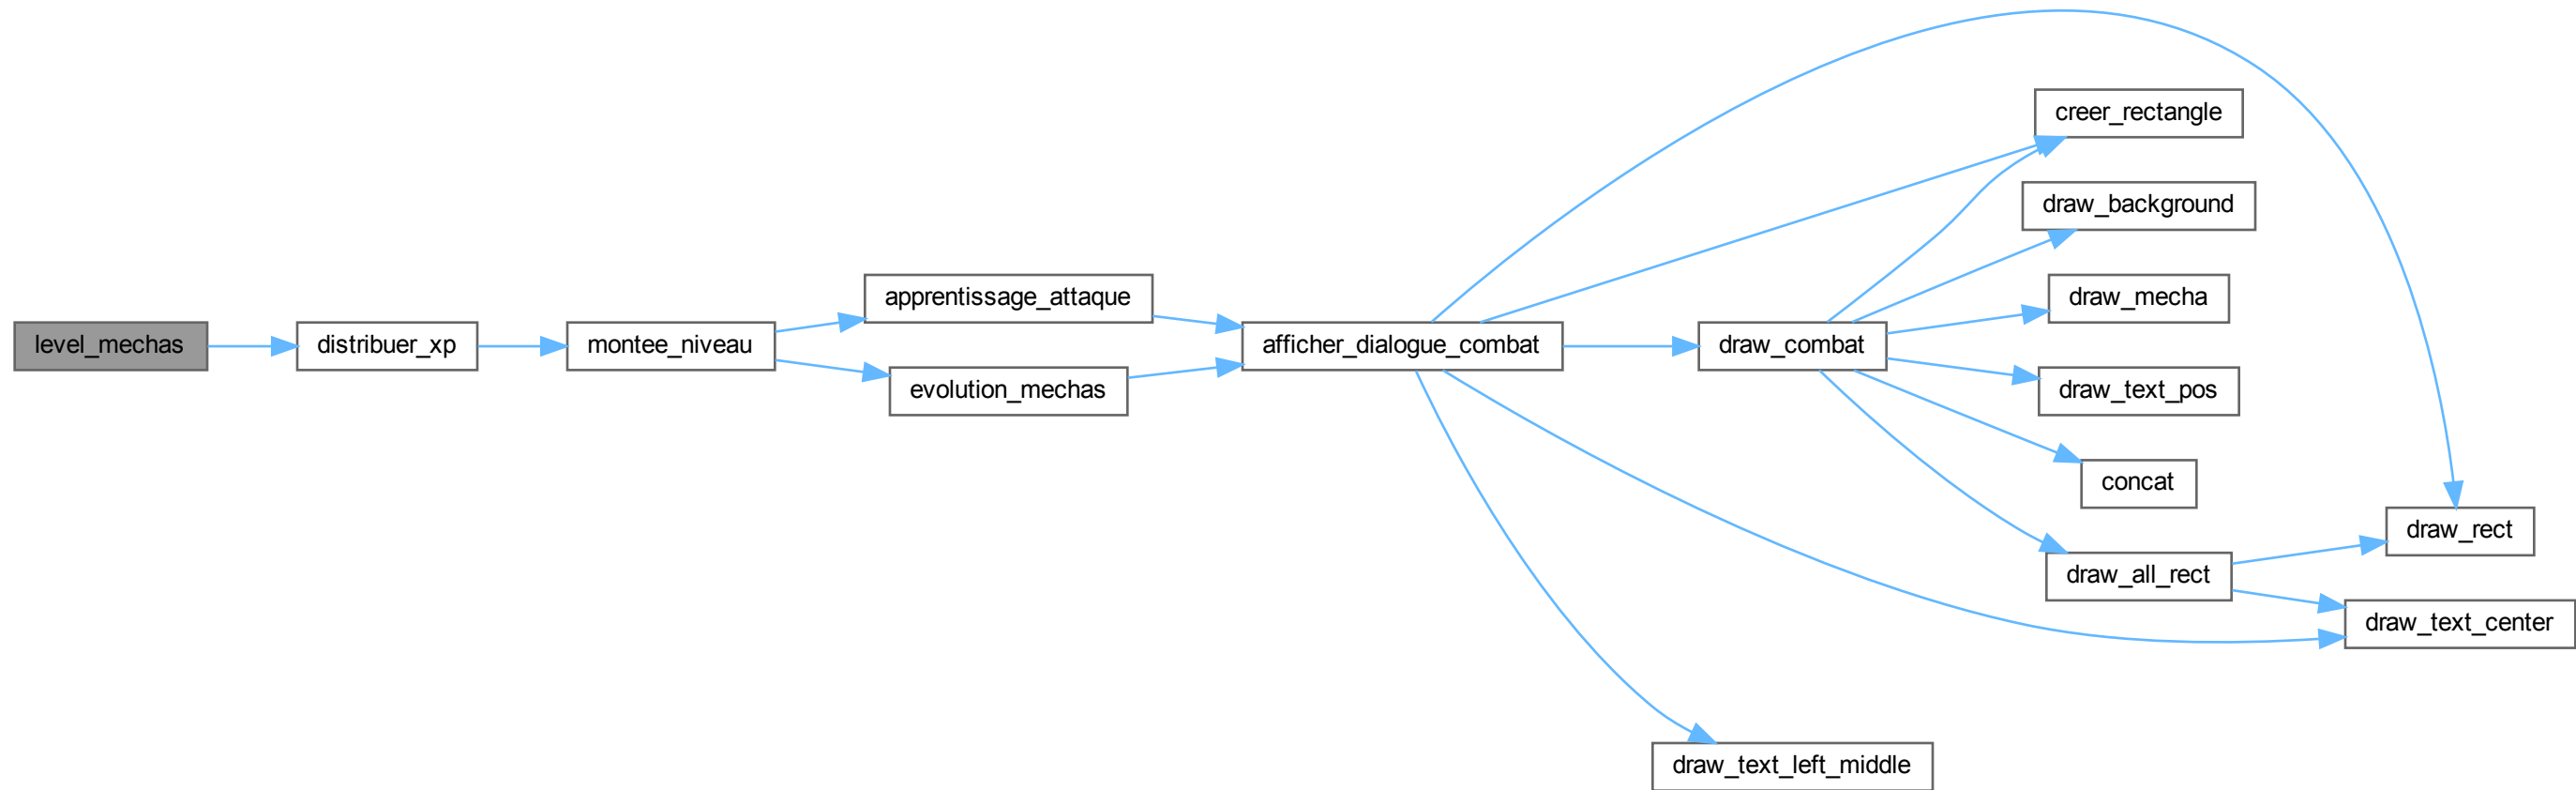 level_mechas
distribuer_xp
montee_niveau
apprentissage_attaque
evolution_mechas
afficher_dialogue_combat
draw_combat
creer_rectangle
draw_background
draw_mecha
draw_text_pos
concat
draw_all_rect
draw_rect
draw_text_center
draw_text_left_middle